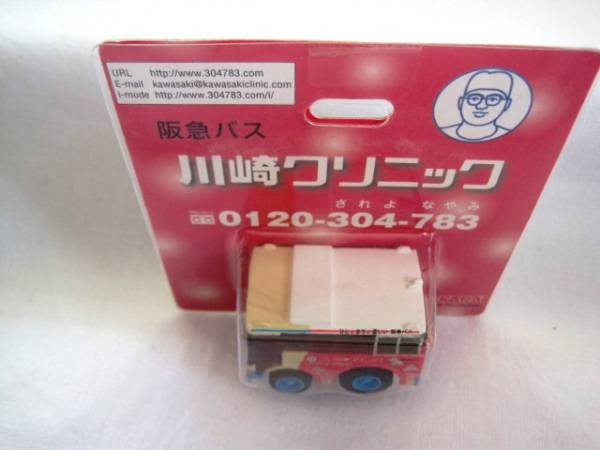 URL http://www.304783.com
E-mail kawasaki@kawasakiclinic.com
i-mode http://www.304783.com/i/
阪急バス
川崎クリニック
されよ なやみ
0120-304-783